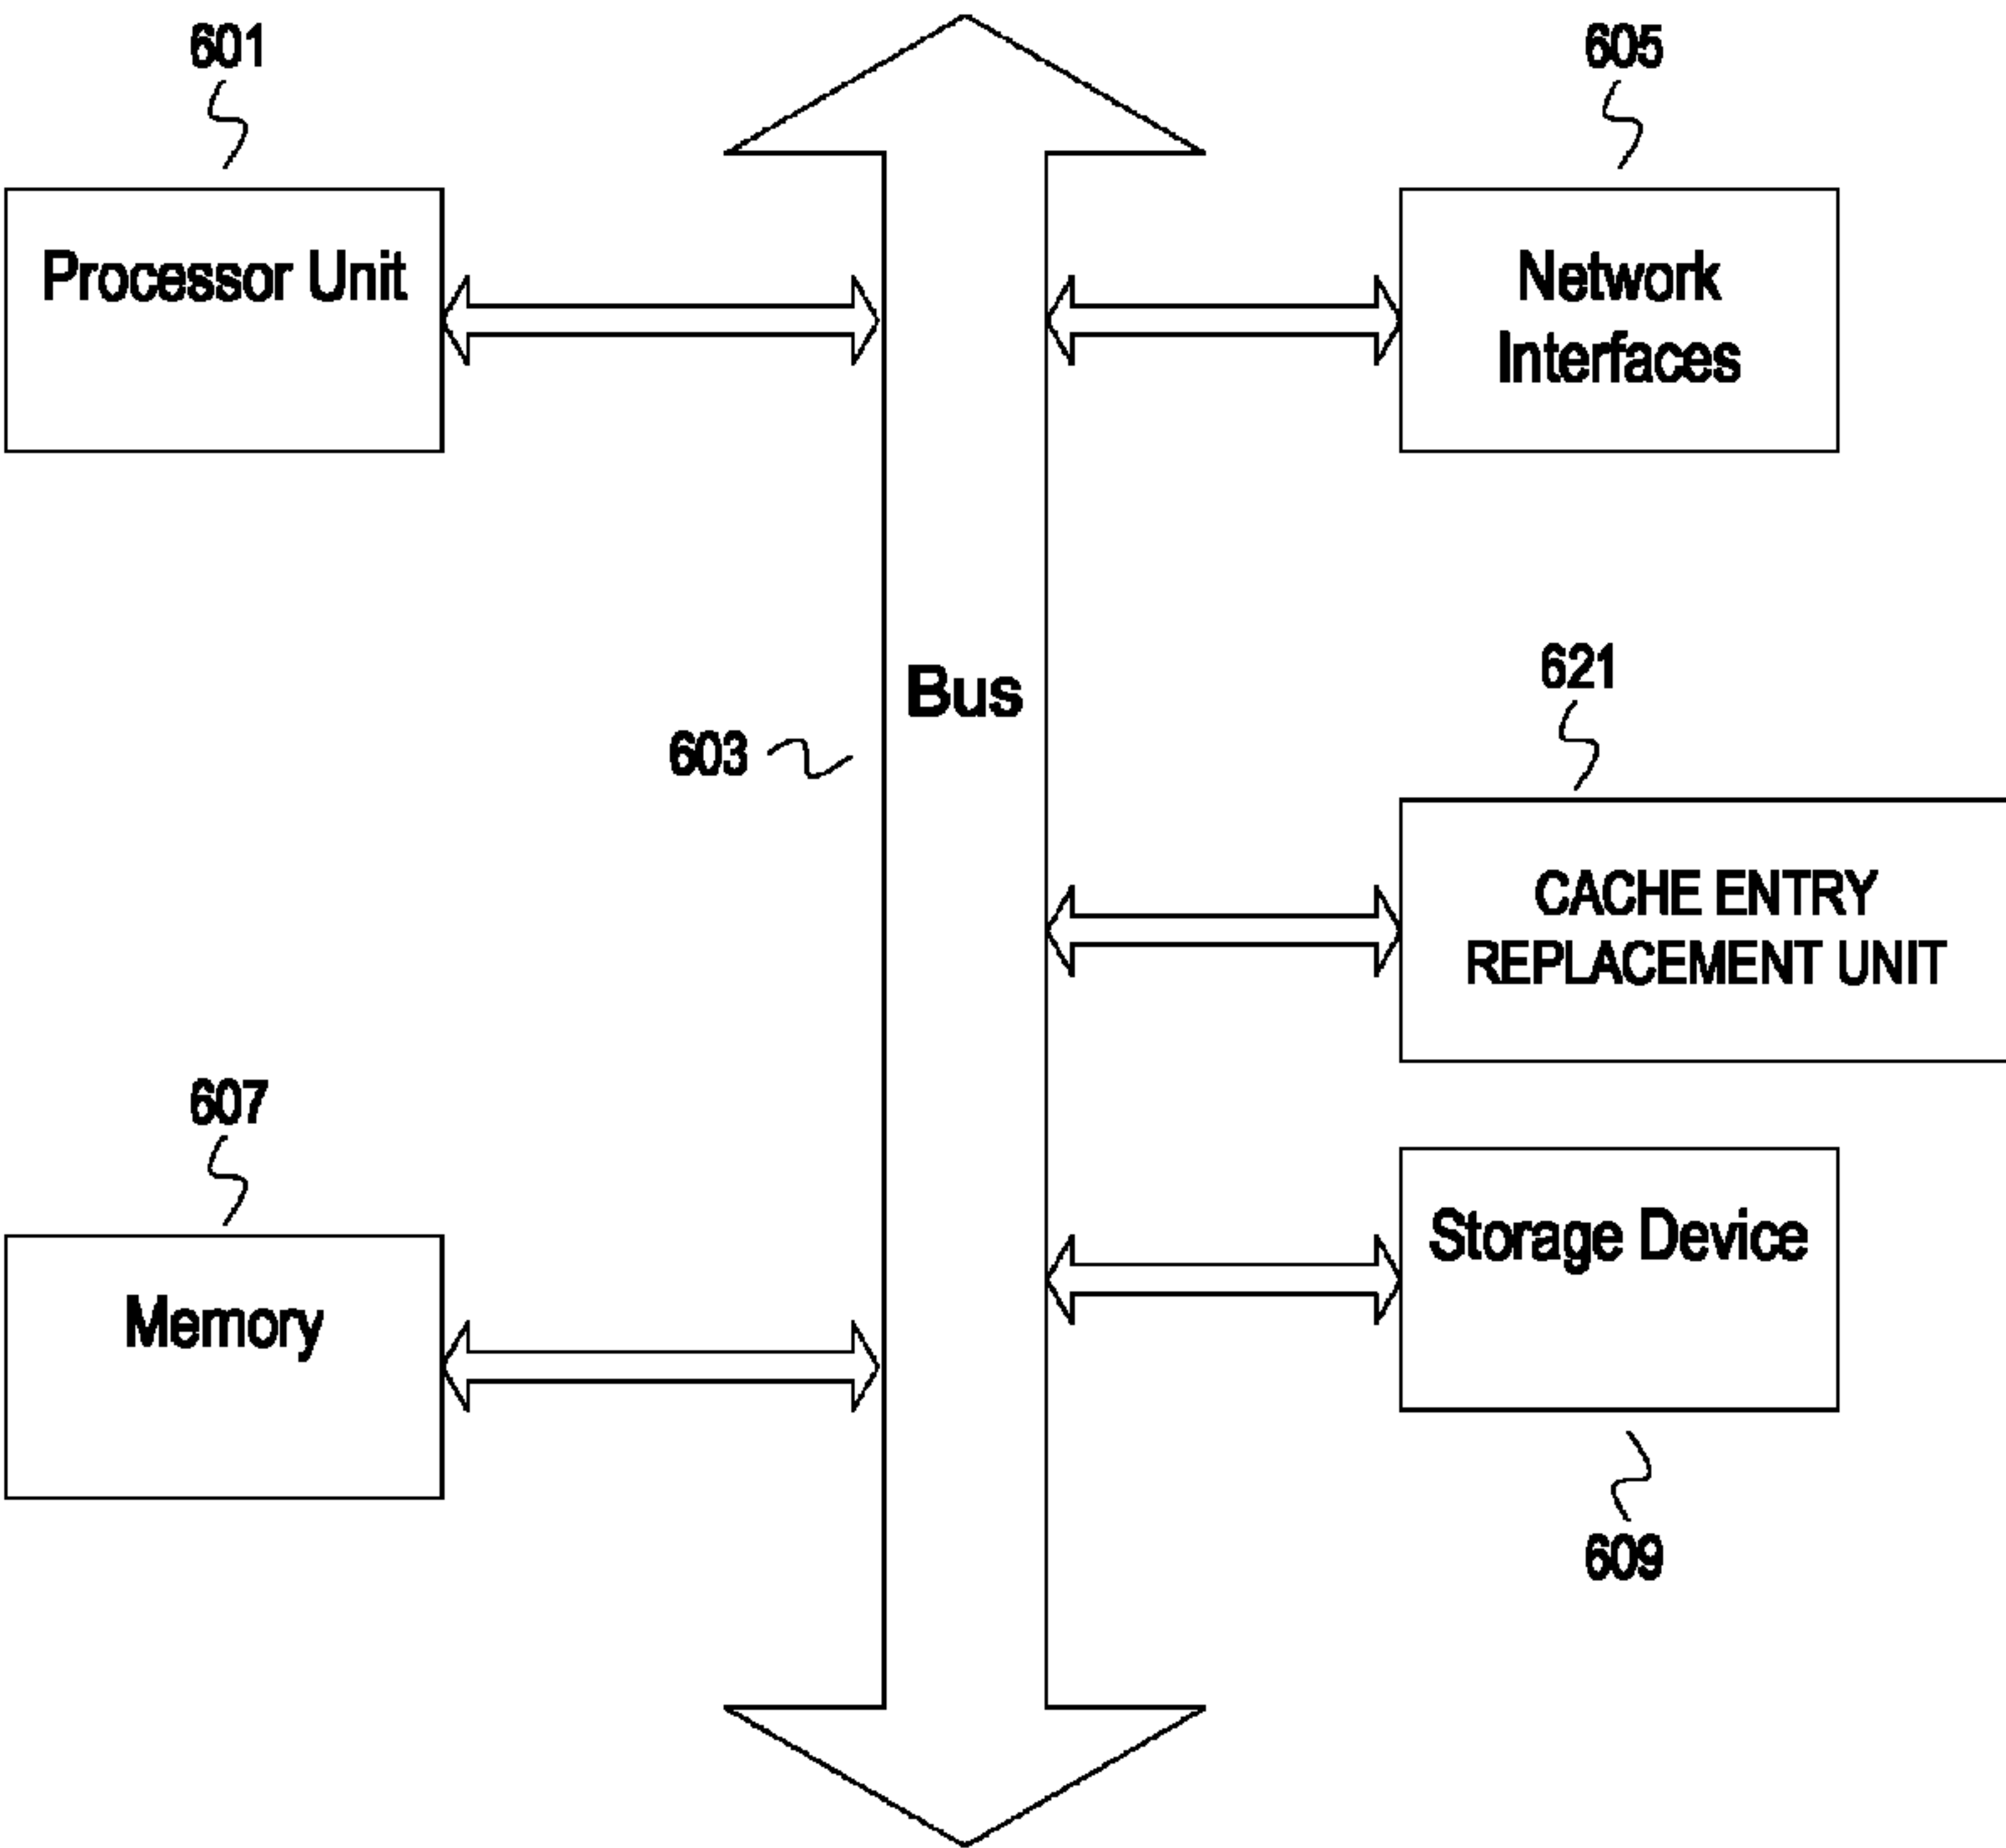 601
605
Processor Unit
Network
Interfaces
Bus
603
621
CACHE ENTRY
REPLACEMENT UNIT
607
Memory
Storage Device
609